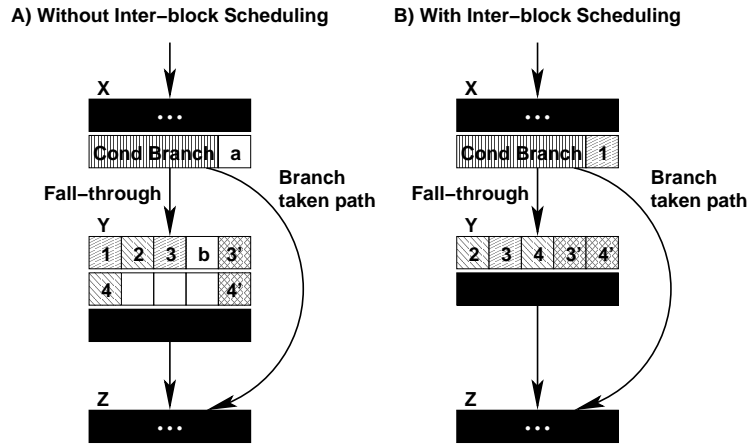 A) Without Inter-block Scheduling
X
...
Cond Branch a
Fall-through
Branch
taken path
Y
1 2 3 b 3'
4 4'
Z
...
B) With Inter-block Scheduling
X
...
Cond Branch 1
Fall-through
Branch
taken path
Y
2 3 4 3' 4'
Z
...